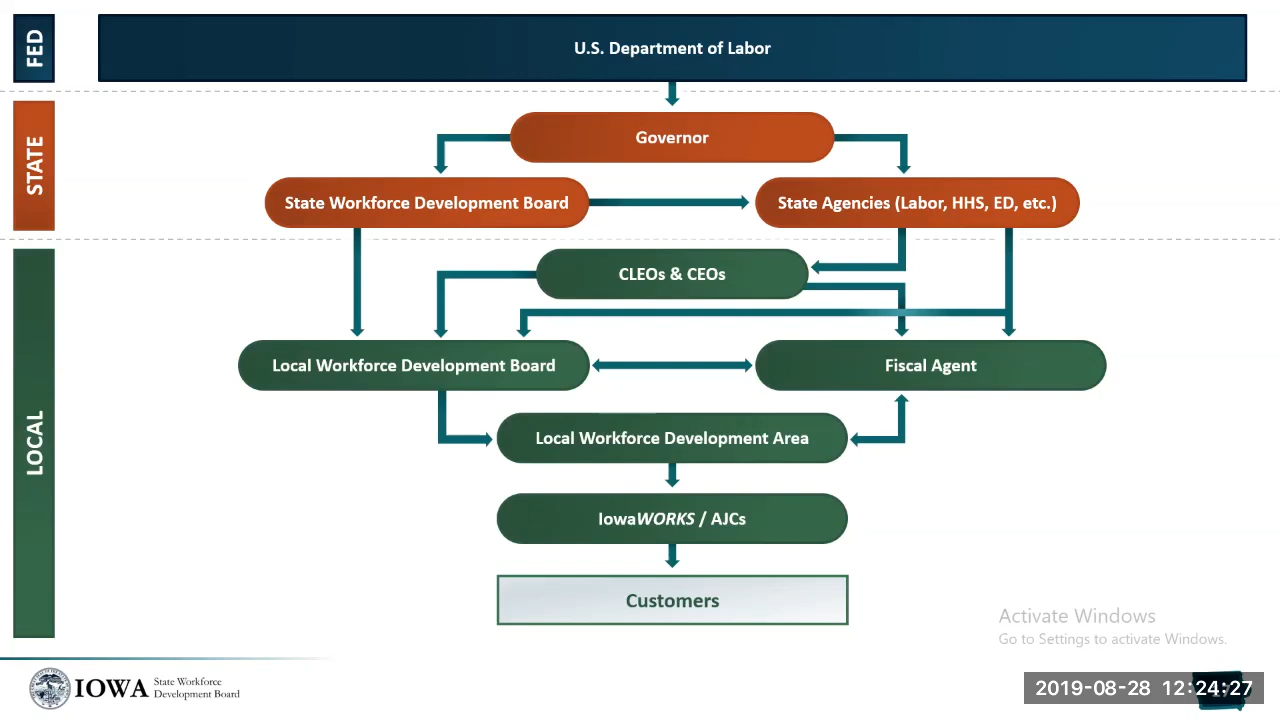 FED
U.S. Department of Labor
STATE
Governor
State Workforce Development Board
State Agencies (Labor, HHS, ED, etc.)
LOCAL
CLEOs & CEOs
Local Workforce Development Board
Fiscal Agent
Local Workforce Development Area
IowaWORKS / AJCs
Customers
Activate Windows
Go to Settings to activate Windows.
IOWA
State Workforce
Development Board
2019-08-28 12:24:27